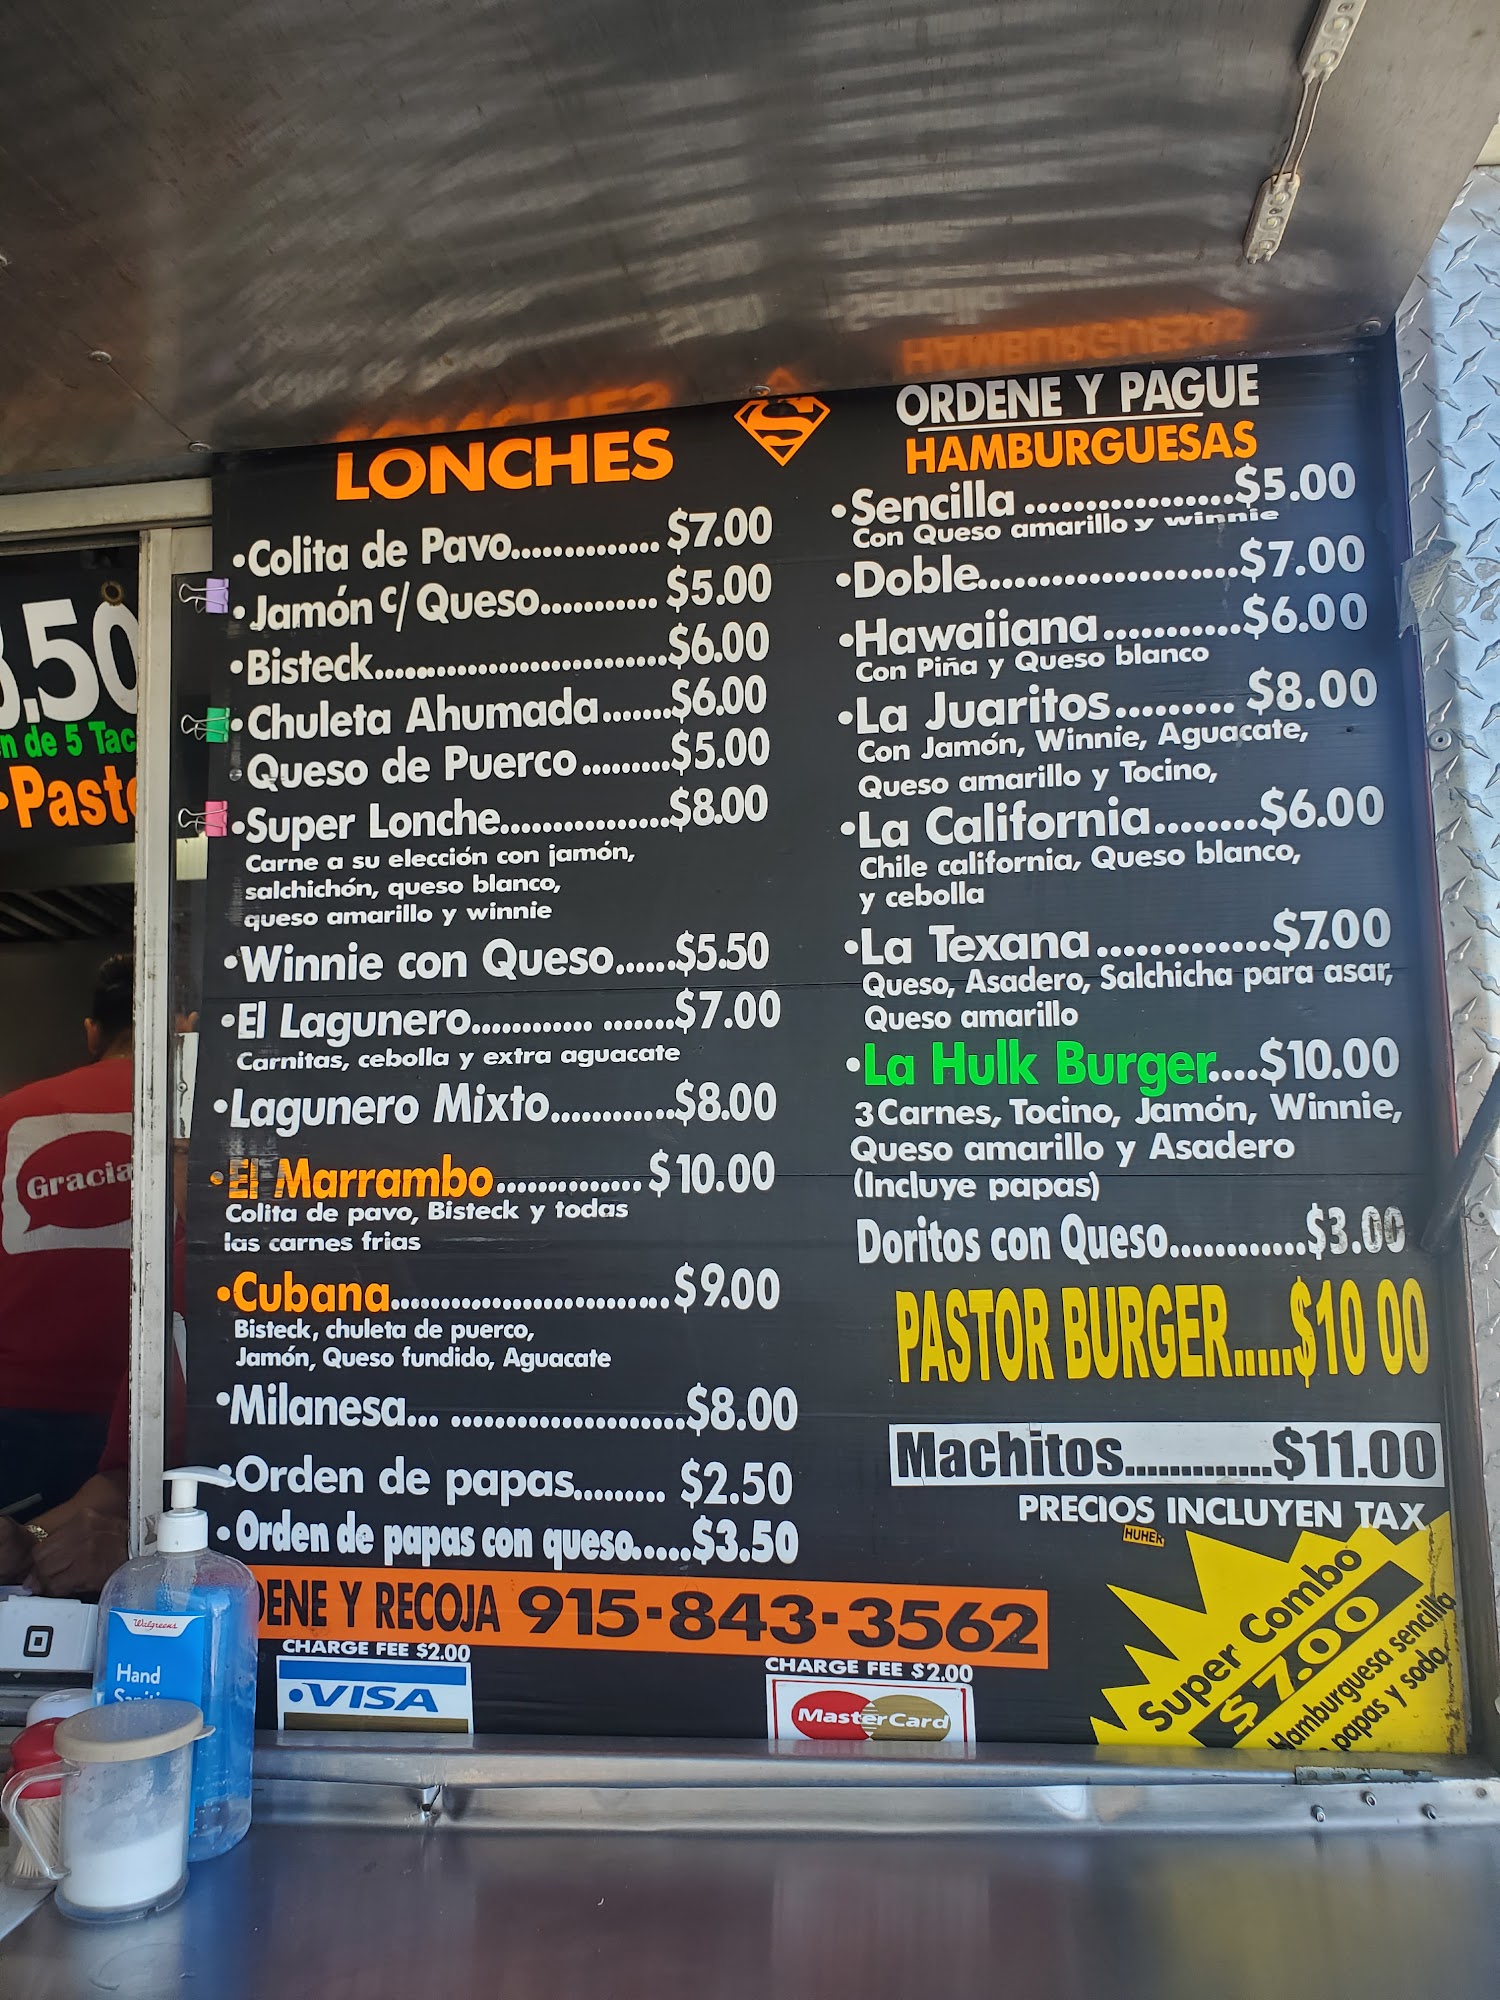 LONCHES
•Colita de Pavo.............. $7.00
•Jamón c/ Queso............ $5.00
•Bisteck.............................$6.00
•Chuleta Ahumada.......$6.00
•Queso de Puerco.........$5.00
•Super Lonche.................$8.00
Carne a su elección con jamón,
salchichón, queso blanco,
queso amarillo y winnie
•Winnie con Queso......$5.50
•El Lagunero............. .......$7.00
Carnitas, cebolla y extra aguacate
•Lagunero Mixto............$8.00
•El Marrambo.............. $10.00
Colita de pavo, Bisteck y todas
las carnes frias
•Cubana............................$9.00
Bisteck, chuleta de puerco,
Jamón, Queso fundido, Aguacate
•Milanesa... .......................$8.00
•Orden de papas......... $2.50
•Orden de papas con queso.....$3.50
ORDENE Y PAGUE
HAMBURGUESAS
•Sencilla .................$5.00
Con Queso amarillo y winnie
•Doble.......................$7.00
•Hawaiiana............$6.00
Con Piña y Queso blanco
•La Juaritos......... $8.00
Con Jamón, Winnie, Aguacate,
Queso amarillo y Tocino,
•La California........$6.00
Chile california, Queso blanco,
y cebolla
•La Texana..............$7.00
Queso, Asadero, Salchicha para asar,
Queso amarillo
•La Hulk Burger....$10.00
3 Carnes, Tocino, Jamón, Winnie,
Queso amarillo y Asadero
(Incluye papas)
Doritos con Queso............$3.00
PASTOR BURGER.....$10 00
Machitos.............$11.00
PRECIOS INCLUYEN TAX
HUHER
Super Combo
$7.00
Hamburguesa sencilla
papas y soda
DENE Y RECOJA 915-843-3562
CHARGE FEE $2.00
VISA
CHARGE FEE $2.00
MasterCard
.50
n de 5 Tac
•Pasto
Gracia
Walgreens
Hand